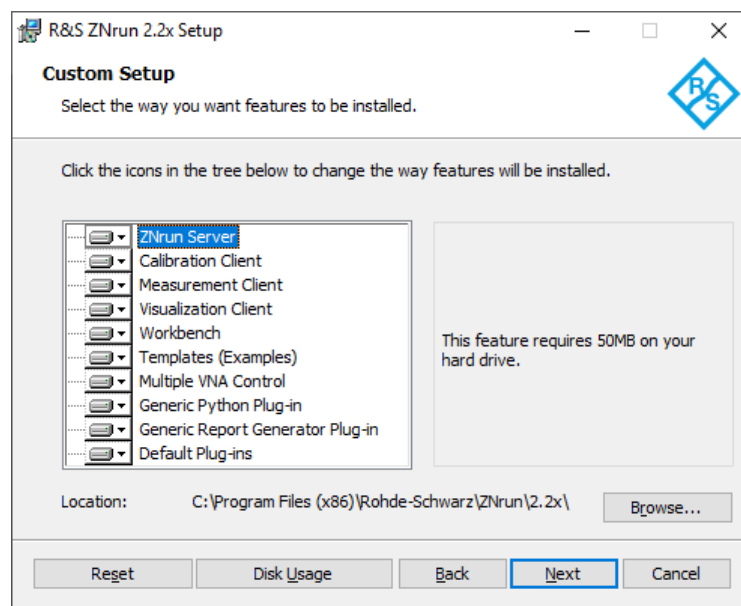 R&S ZNrun 2.2x Setup
Custom Setup
Select the way you want features to be installed.
R
S
Click the icons in the tree below to change the way features will be installed.
ZNrun Server
Calibration Client
Measurement Client
Visualization Client
Workbench
Templates (Examples)
Multiple VNA Control
Generic Python Plug-in
Generic Report Generator Plug-in
Default Plug-ins
This feature requires 50MB on your
hard drive.
Location: C:\Program Files (x86)\Rohde-Schwarz\ZNrun\2.2x\ Browse...
Reset Disk Usage Back Next Cancel